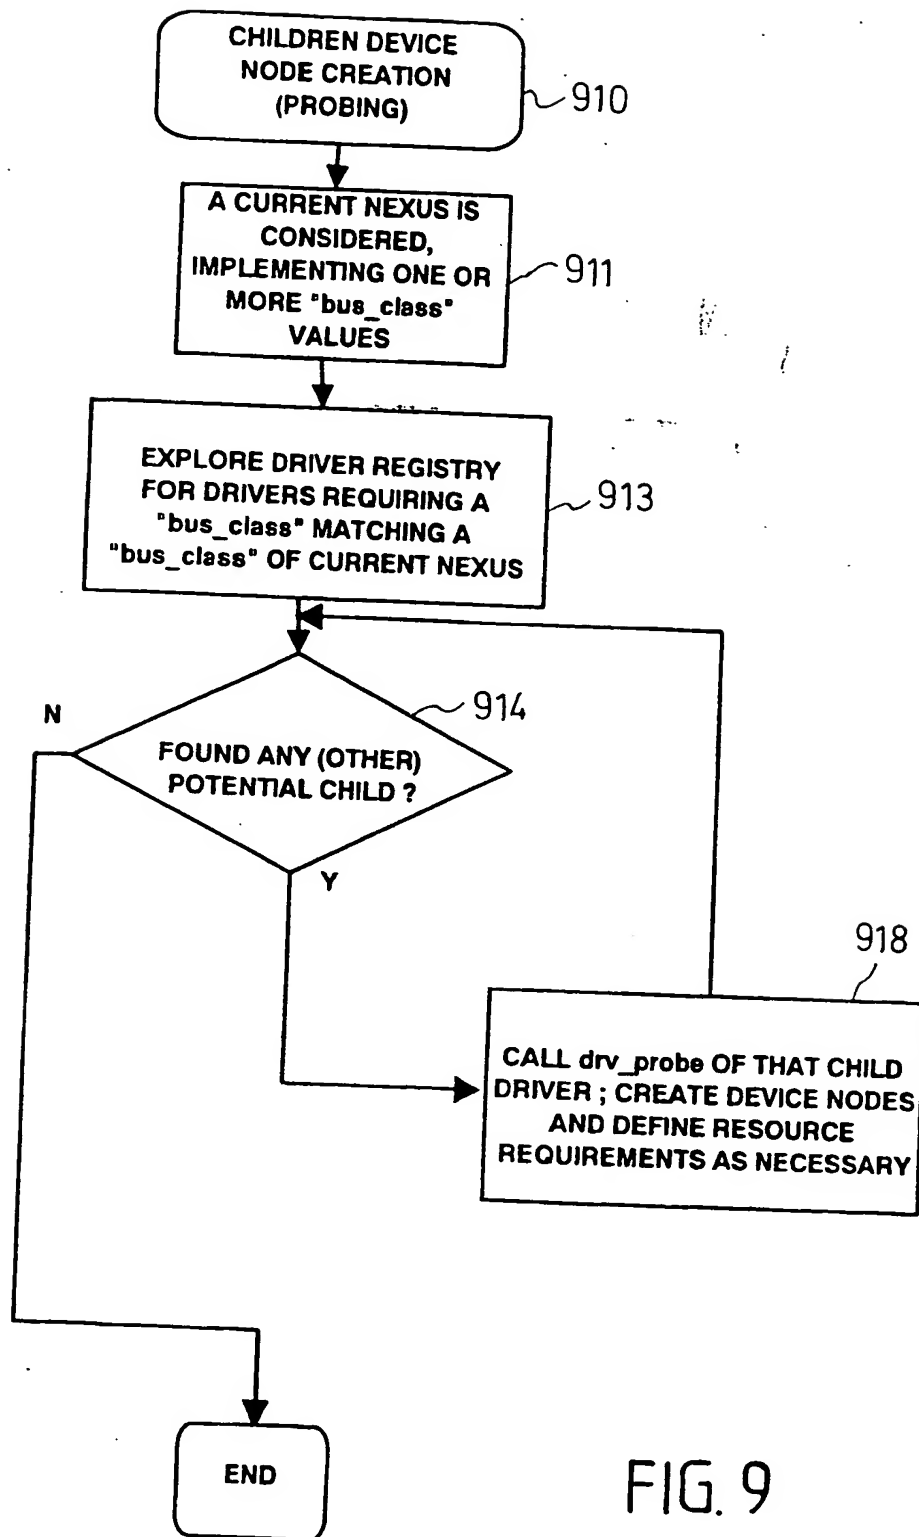 CHILDREN DEVICE
NODE CREATION
(PROBING)
910
A CURRENT NEXUS IS
CONSIDERED,
IMPLEMENTING ONE OR
MORE "bus_class"
VALUES
911
EXPLORE DRIVER REGISTRY
FOR DRIVERS REQUIRING A
"bus_class" MATCHING A
"bus_class" OF CURRENT NEXUS
913
N
914
FOUND ANY (OTHER)
POTENTIAL CHILD ?
Y
918
CALL drv_probe OF THAT CHILD
DRIVER ; CREATE DEVICE NODES
AND DEFINE RESOURCE
REQUIREMENTS AS NECESSARY
END
FIG. 9